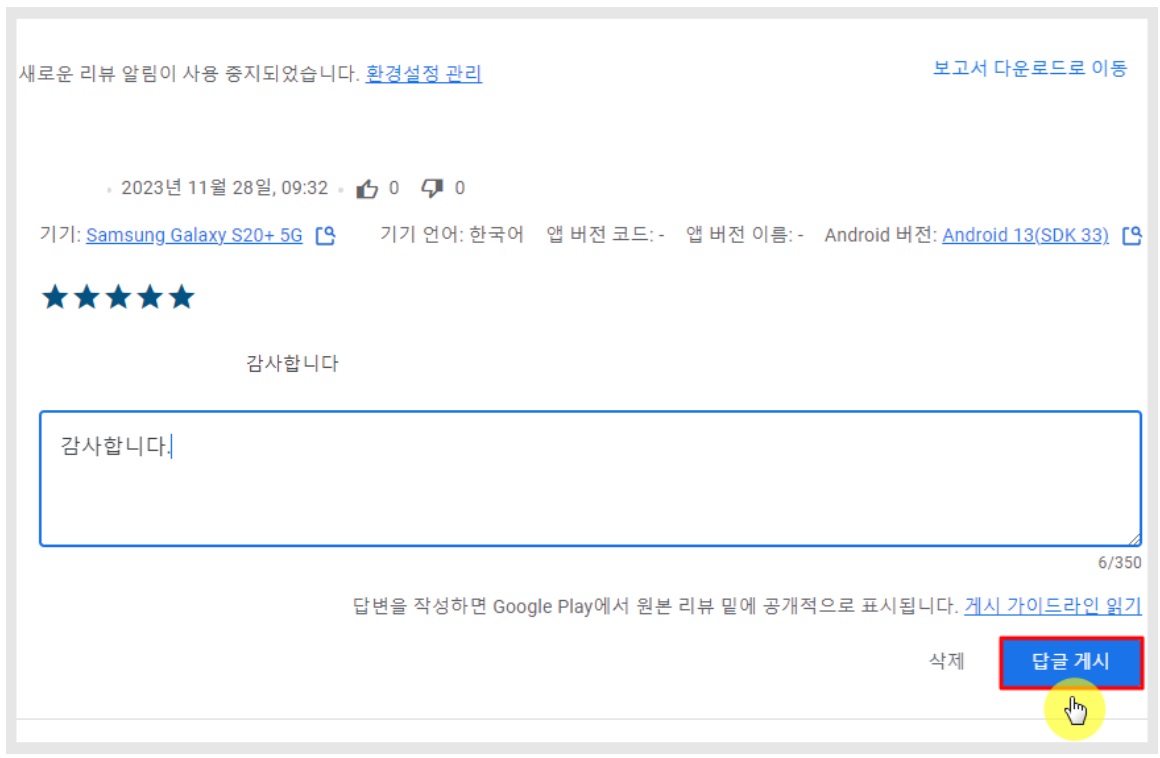 새로운 리뷰 알림이 사용 중지되었습니다. 환경설정 관리
보고서 다운로드로 이동
2023년 11월 28일, 09:32 0 0
기기: Samsung Galaxy S20+ 5G 기기 언어: 한국어 앱 버전 코드: - 앱 버전 이름: - Android 버전: Android 13(SDK 33)
감사합니다
감사합니다.
6/350
답변을 작성하면 Google Play에서 원본 리뷰 밑에 공개적으로 표시됩니다. 게시 가이드라인 읽기
삭제 답글 게시